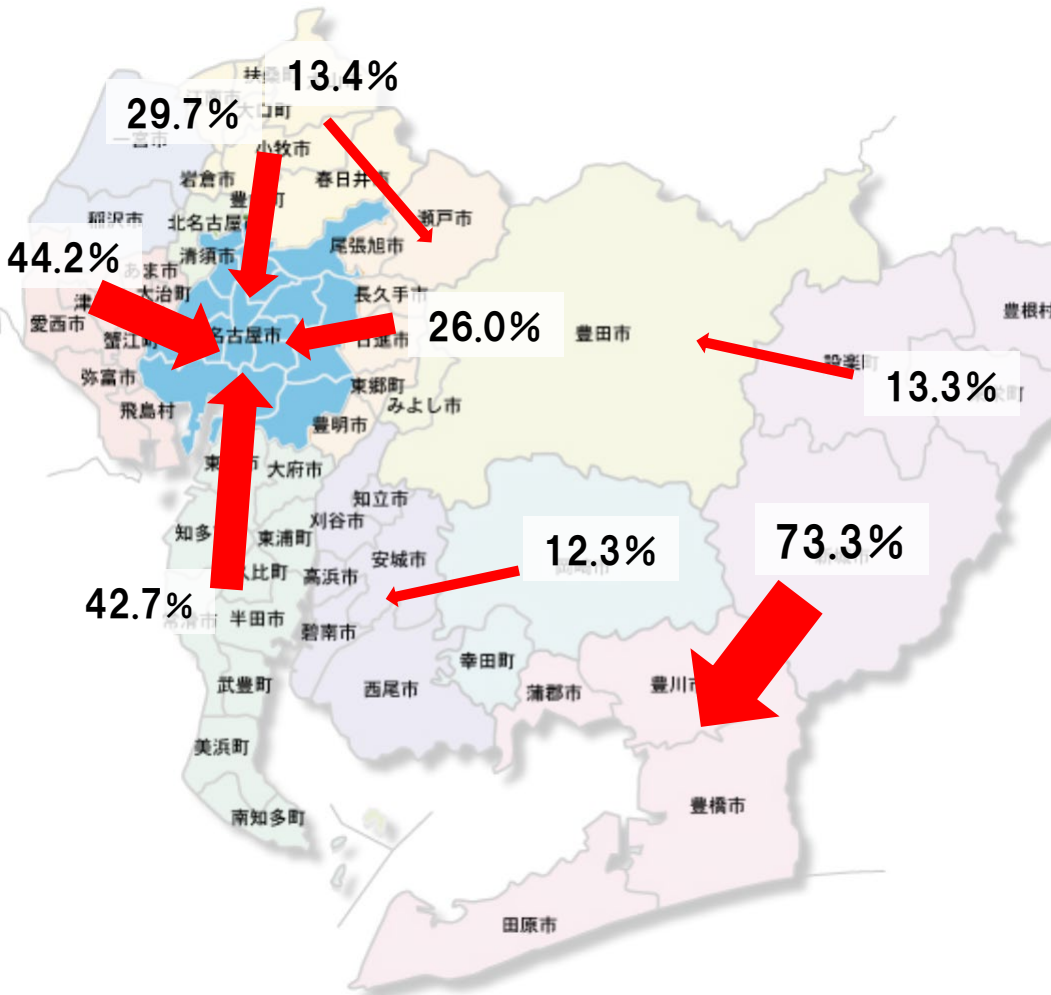 13.4%
29.7%
大口町
一宮市
小牧市
岩倉市
春日井市
稲沢市
北名古屋市
瀬戸市
清須市
尾張旭市
44.2%
あま市
大治町
長久手市
津
愛西市
蟹江町
名古屋市
26.0%
日進市
豊田市
豊根村
設楽町
弥富市
東郷町
みよし市
13.3%
飛島村
豊明市
大府市
知立市
刈谷市
知多
東浦町
安城市
12.3%
73.3%
高浜市
比町
42.7%
半田市
碧南市
幸田町
武豊町
西尾市
蒲郡市
豊川市
美浜町
豊橋市
南知多町
田原市